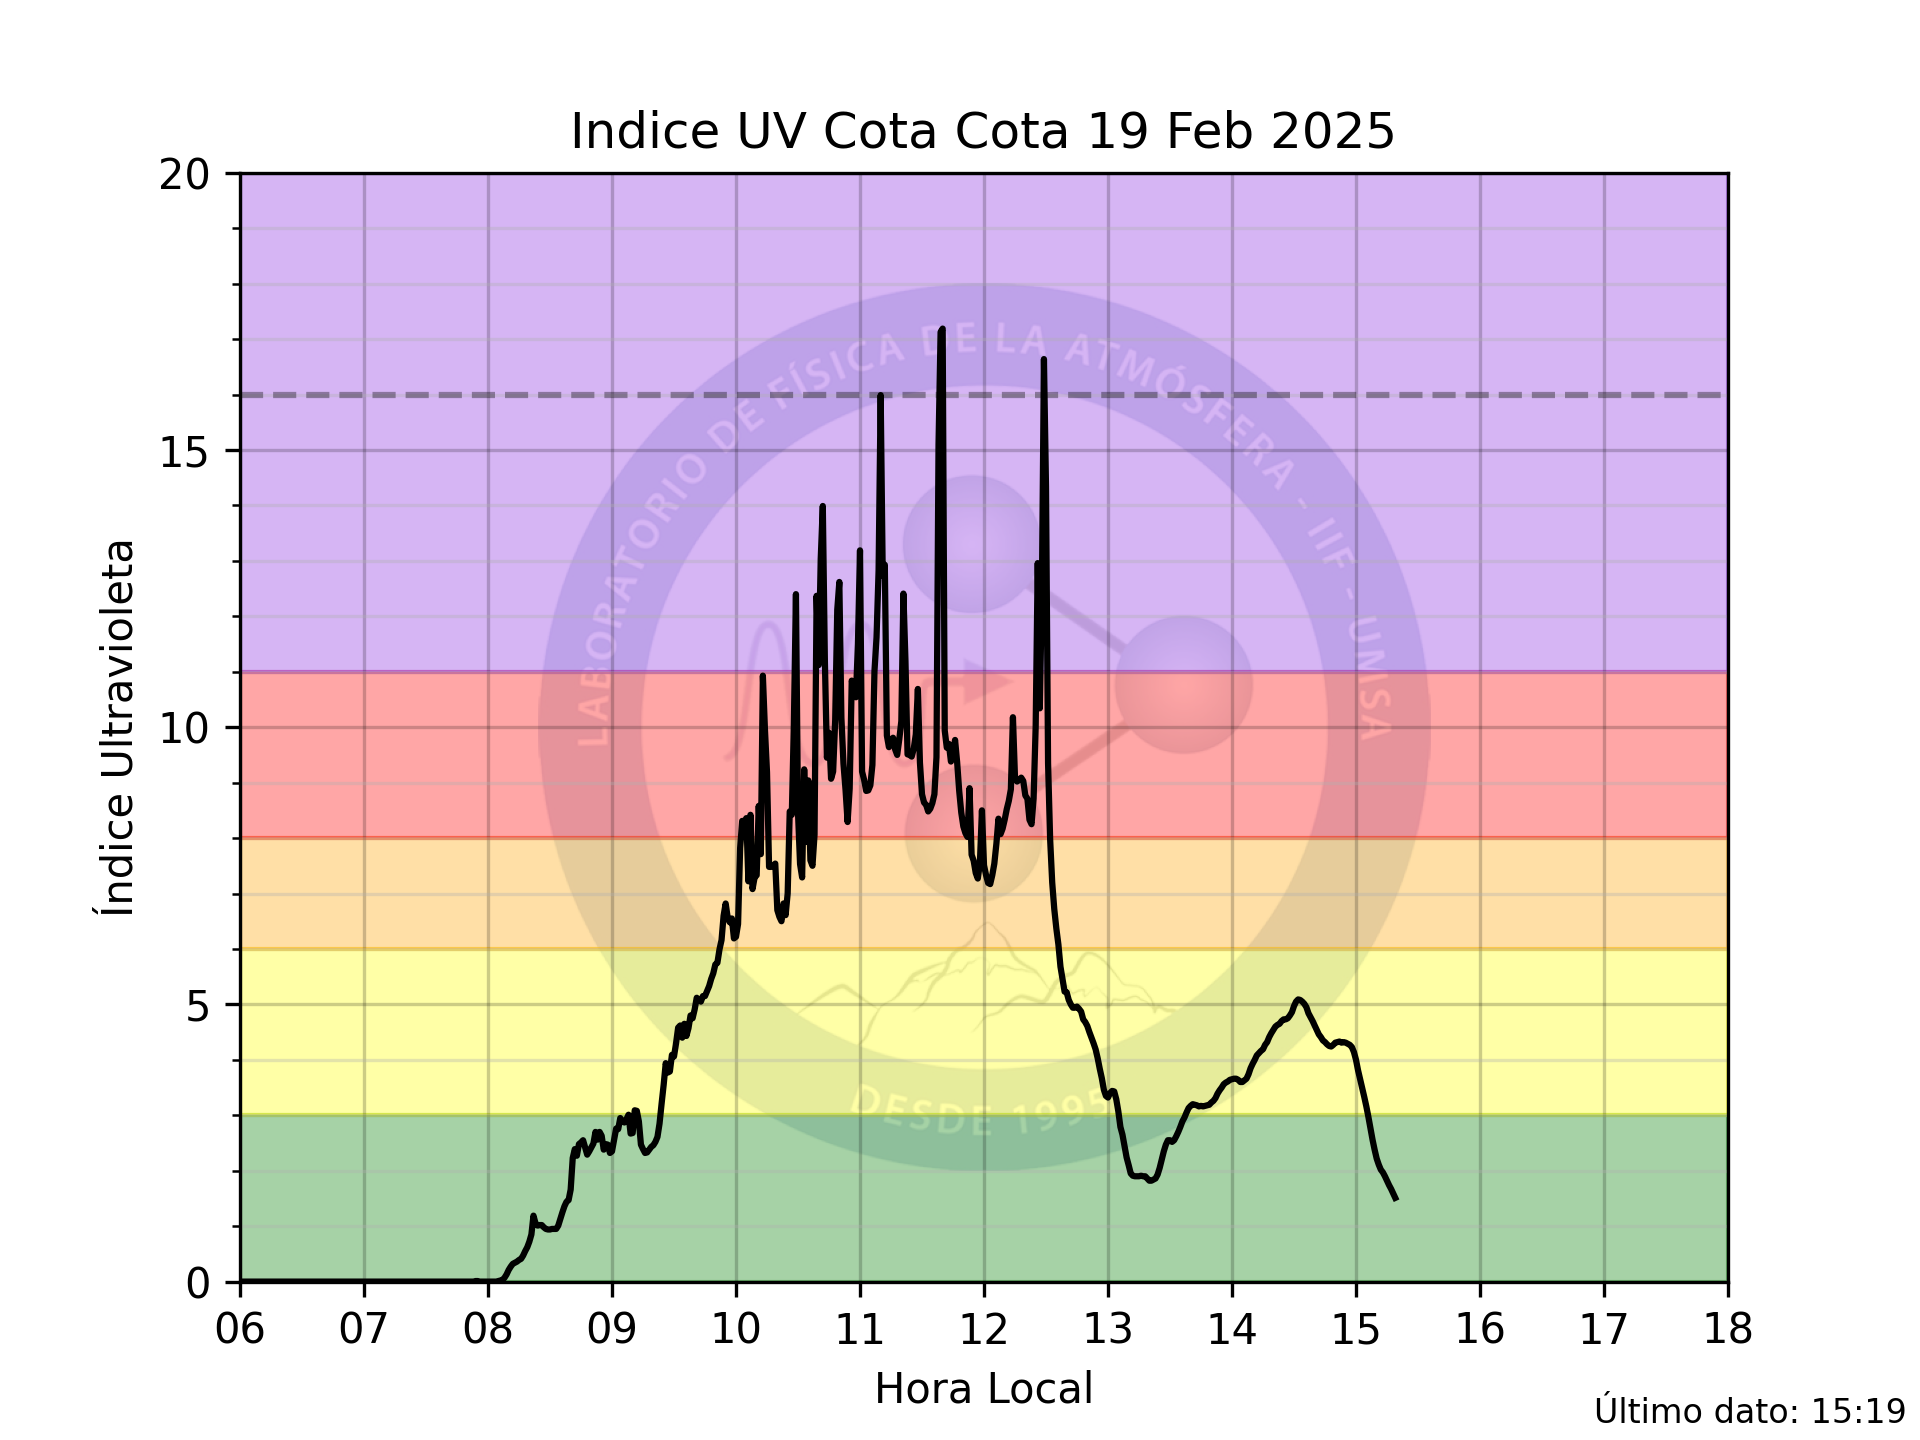 Indice UV Cota Cota 19 Feb 2025
20
15
10
5
0
Índice Ultravioleta
LABORATORIO DE FÍSICA DE LA ATMÓSFERA - IIF - UMSA
DESDE 1995
06 07 08 09 10 11 12 13 14 15 16 17 18
Hora Local
Último dato: 15:19